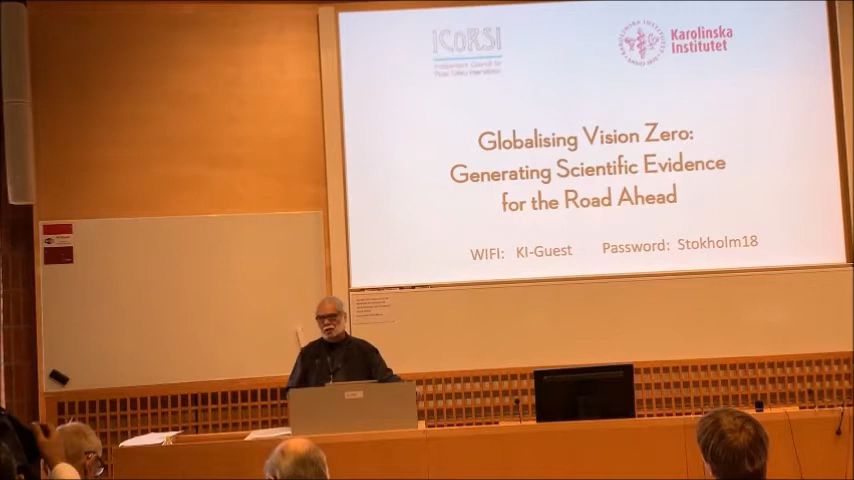 ICoRSI
Independent Council for
Road Safety International
Karolinska
Institutet
Globalising Vision Zero:
Generating Scientific Evidence
for the Road Ahead
WIFI: KI-Guest Password: Stokholm18